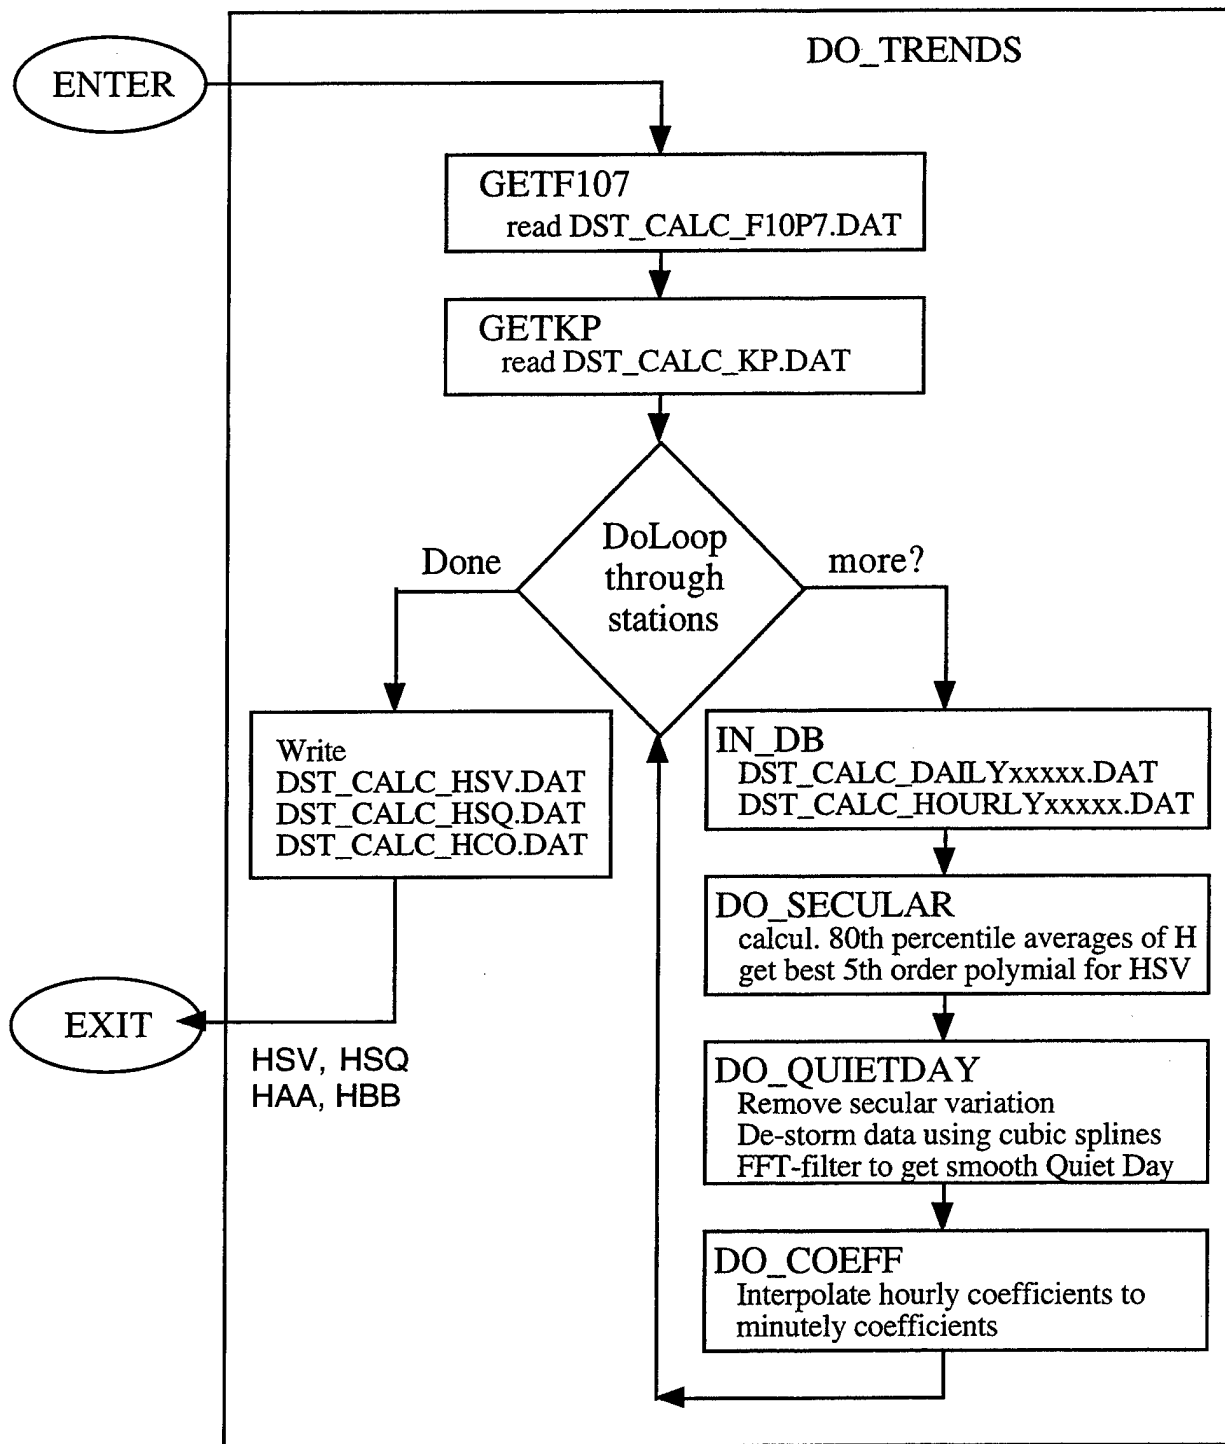 DO_TRENDS
ENTER
GETF107
read DST_CALC_F10P7.DAT
GETKP
read DST_CALC_KP.DAT
DoLoop
through
stations
Done
more?
Write
DST_CALC_HSV.DAT
DST_CALC_HSQ.DAT
DST_CALC_HCO.DAT
IN_DB
DST_CALC_DAILYxxxxx.DAT
DST_CALC_HOURLYxxxxx.DAT
DO_SECULAR
calcul. 80th percentile averages of H
get best 5th order polymial for HSV
EXIT
HSV, HSQ
HAA, HBB
DO_QUIETDAY
Remove secular variation
De-storm data using cubic splines
FFT-filter to get smooth Quiet Day
DO_COEFF
Interpolate hourly coefficients to
minutely coefficients